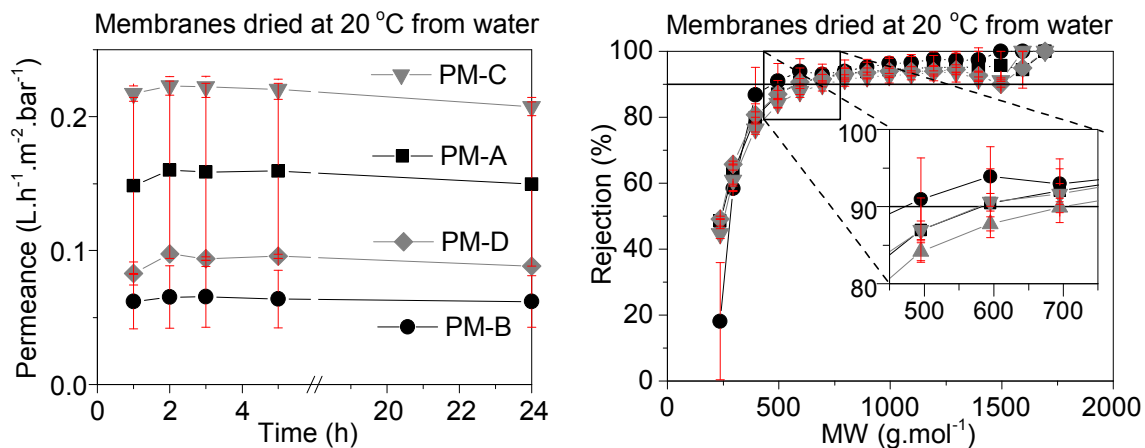 Membranes dried at 20 °C from water
Permeance (L.h⁻¹.m⁻².bar⁻¹)
0.2
0.1
0.0
PM-C
PM-A
PM-D
PM-B
0 2 4 20 22 24
Time (h)
Membranes dried at 20 °C from water
Rejection (%)
100
80
60
40
20
0
100
90
80
500 600 700
0 500 1000 1500 2000
MW (g.mol⁻¹)